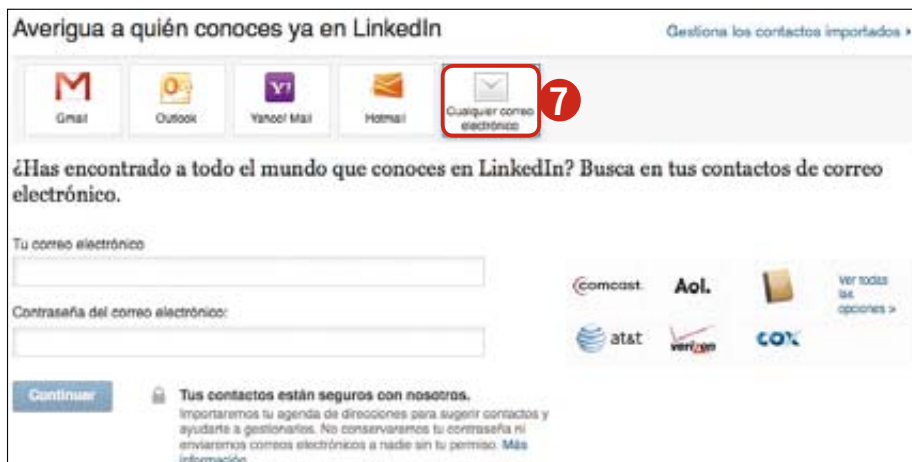 Averigua a quién conoces ya en LinkedIn
Gestiona los contactos importados ▸
Gmail
Outlook
Y!
Yahoo! Mail
Hotmail
Cualquier correo
electrónico
7
¿Has encontrado a todo el mundo que conoces en LinkedIn? Busca en tus contactos de correo
electrónico.
Tu correo electrónico
Contraseña del correo electrónico:
comcast.
Aol.
Ver todas
las
opciones >
at&t
verizon
COX
Continuar
Tus contactos están seguros con nosotros.
Importaremos tu agenda de direcciones para sugerir contactos y
ayudarte a gestionarlos. No conservaremos tu contraseña ni
enviaremos correos electrónicos a nadie sin tu permiso. Más
información.